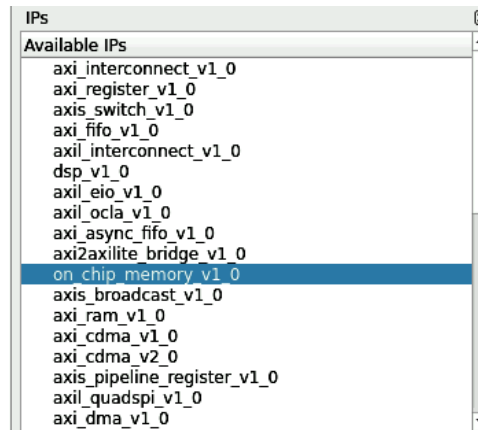 IPs
Available IPs
axi_interconnect_v1_0
axi_register_v1_0
axis_switch_v1_0
axi_fifo_v1_0
axil_interconnect_v1_0
dsp_v1_0
axil_eio_v1_0
axil_ocla_v1_0
axi_async_fifo_v1_0
axi2axilite_bridge_v1_0
on_chip_memory_v1_0
axis_broadcast_v1_0
axi_ram_v1_0
axi_cdma_v1_0
axi_cdma_v2_0
axis_pipeline_register_v1_0
axil_quadspi_v1_0
axi_dma_v1_0